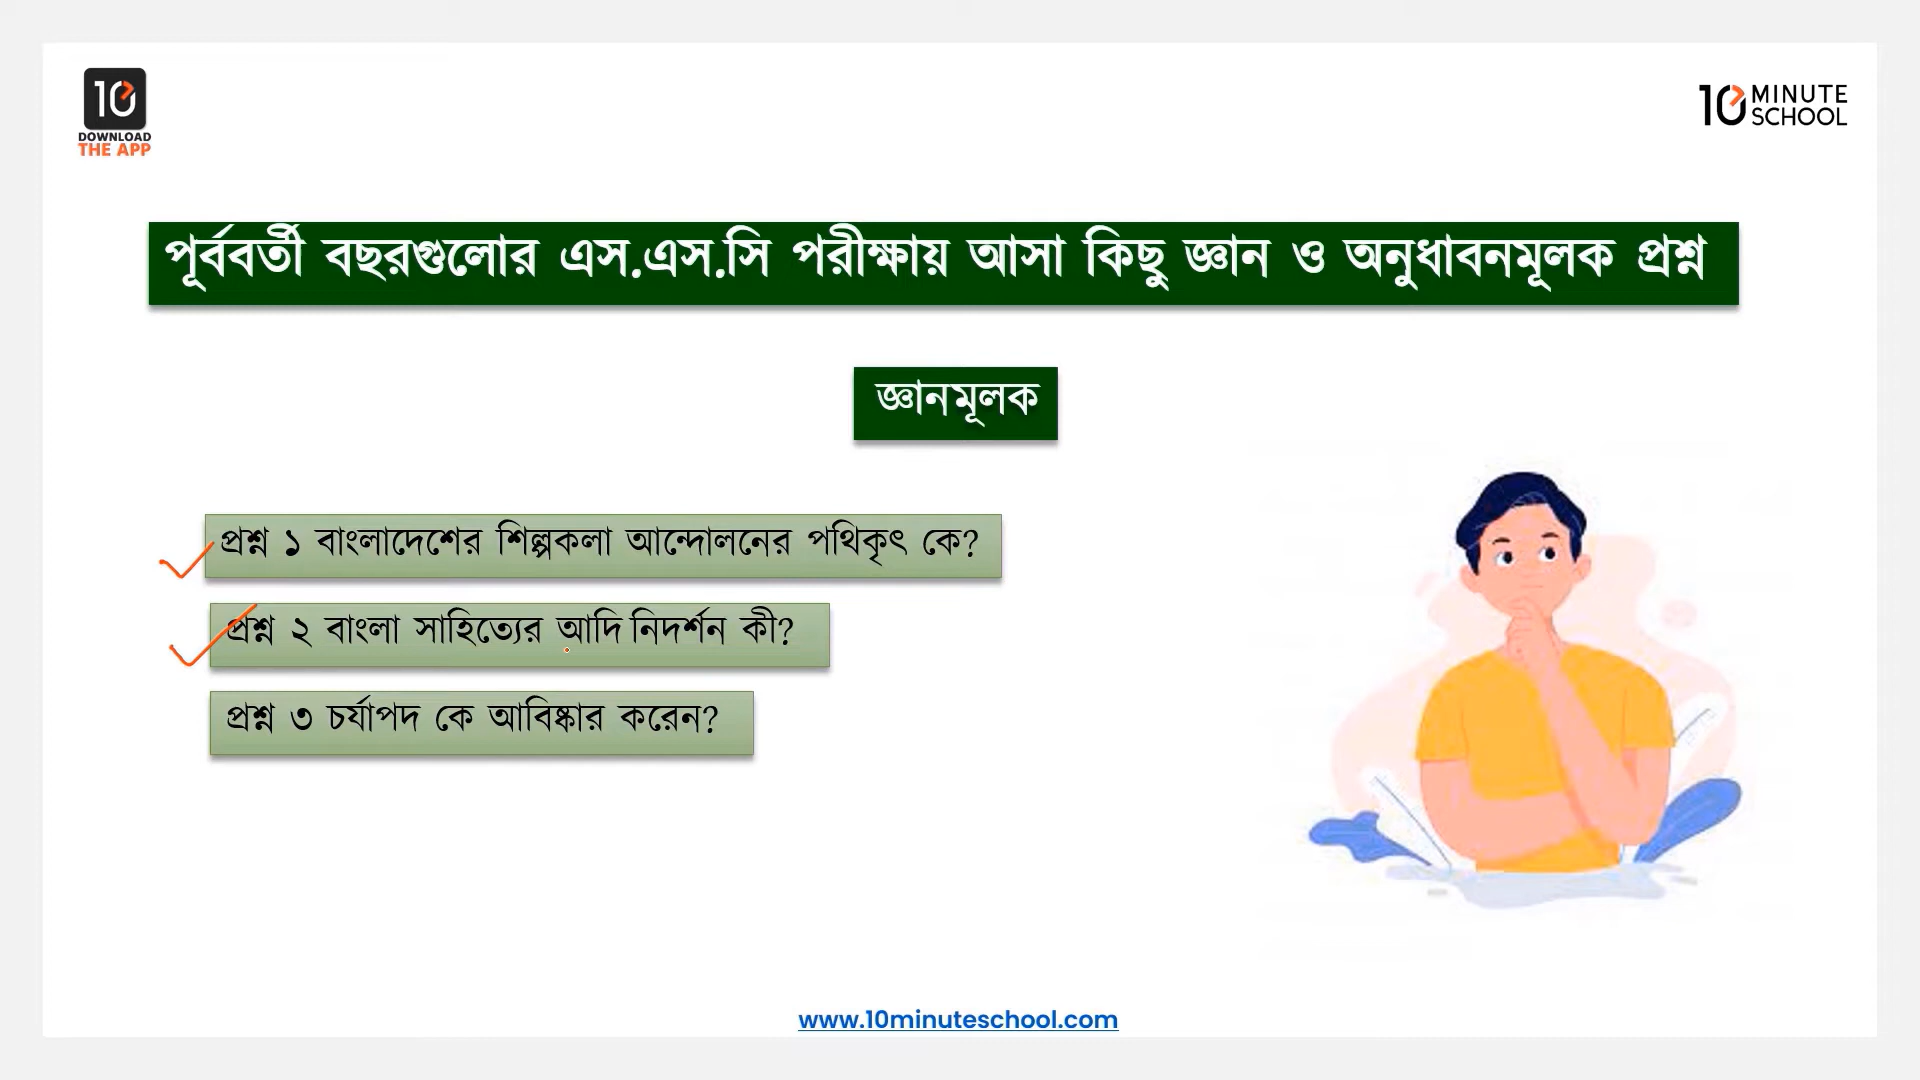 10
DOWNLOAD
THE APP
10 MINUTE
SCHOOL
পূর্ববর্তী বছরগুলোর এস.এস.সি পরীক্ষায় আসা কিছু জ্ঞান ও অনুধাবনমূলক প্রশ্ন
জ্ঞানমূলক
প্রশ্ন ১ বাংলাদেশের শিল্পকলা আন্দোলনের পথিকৃৎ কে?
প্রশ্ন ২ বাংলা সাহিত্যের আদি নিদর্শন কী?
প্রশ্ন ৩ চর্যাপদ কে আবিষ্কার করেন?
www.10minuteschool.com